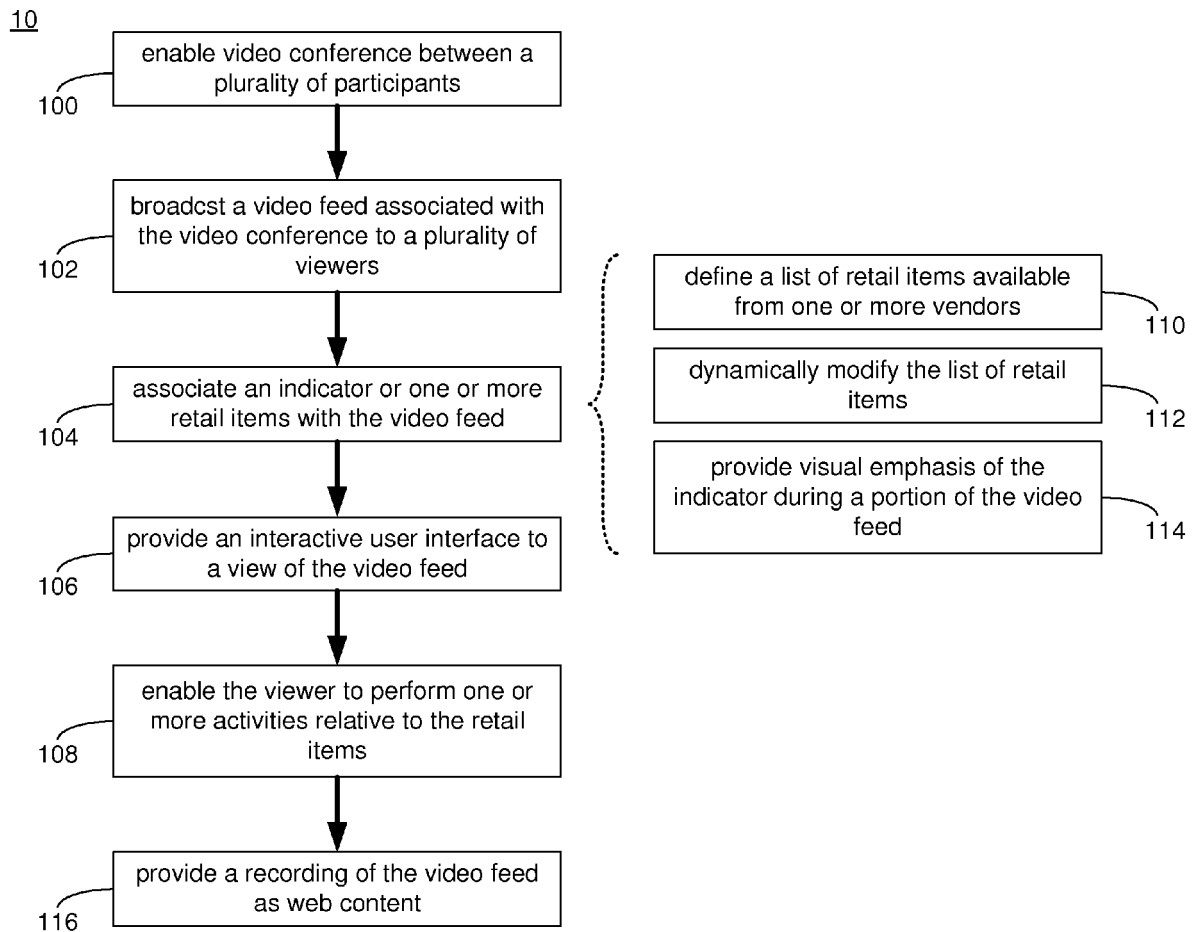 10
enable video conference between a
plurality of participants
100
broadcst a video feed associated with
the video conference to a plurality of
viewers
102
associate an indicator or one or more
retail items with the video feed
104
define a list of retail items available
from one or more vendors
110
dynamically modify the list of retail
items
112
provide visual emphasis of the
indicator during a portion of the video
feed
114
provide an interactive user interface to
a view of the video feed
106
enable the viewer to perform one or
more activities relative to the retail
items
108
provide a recording of the video feed
as web content
116